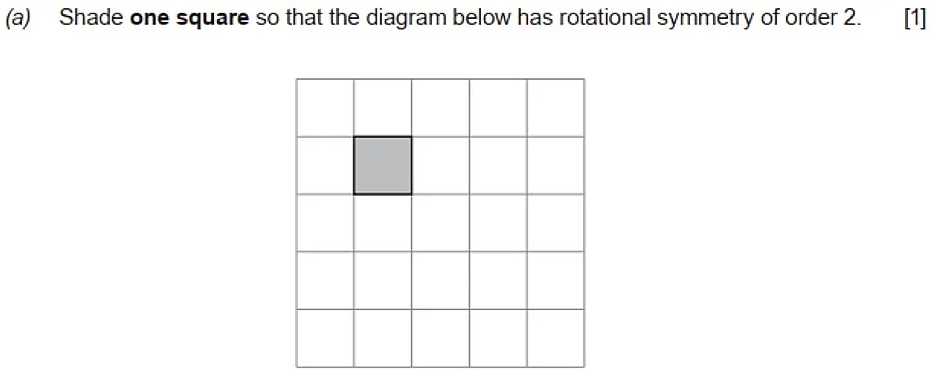 (a) Shade one square so that the diagram below has rotational symmetry of order 2. [1]